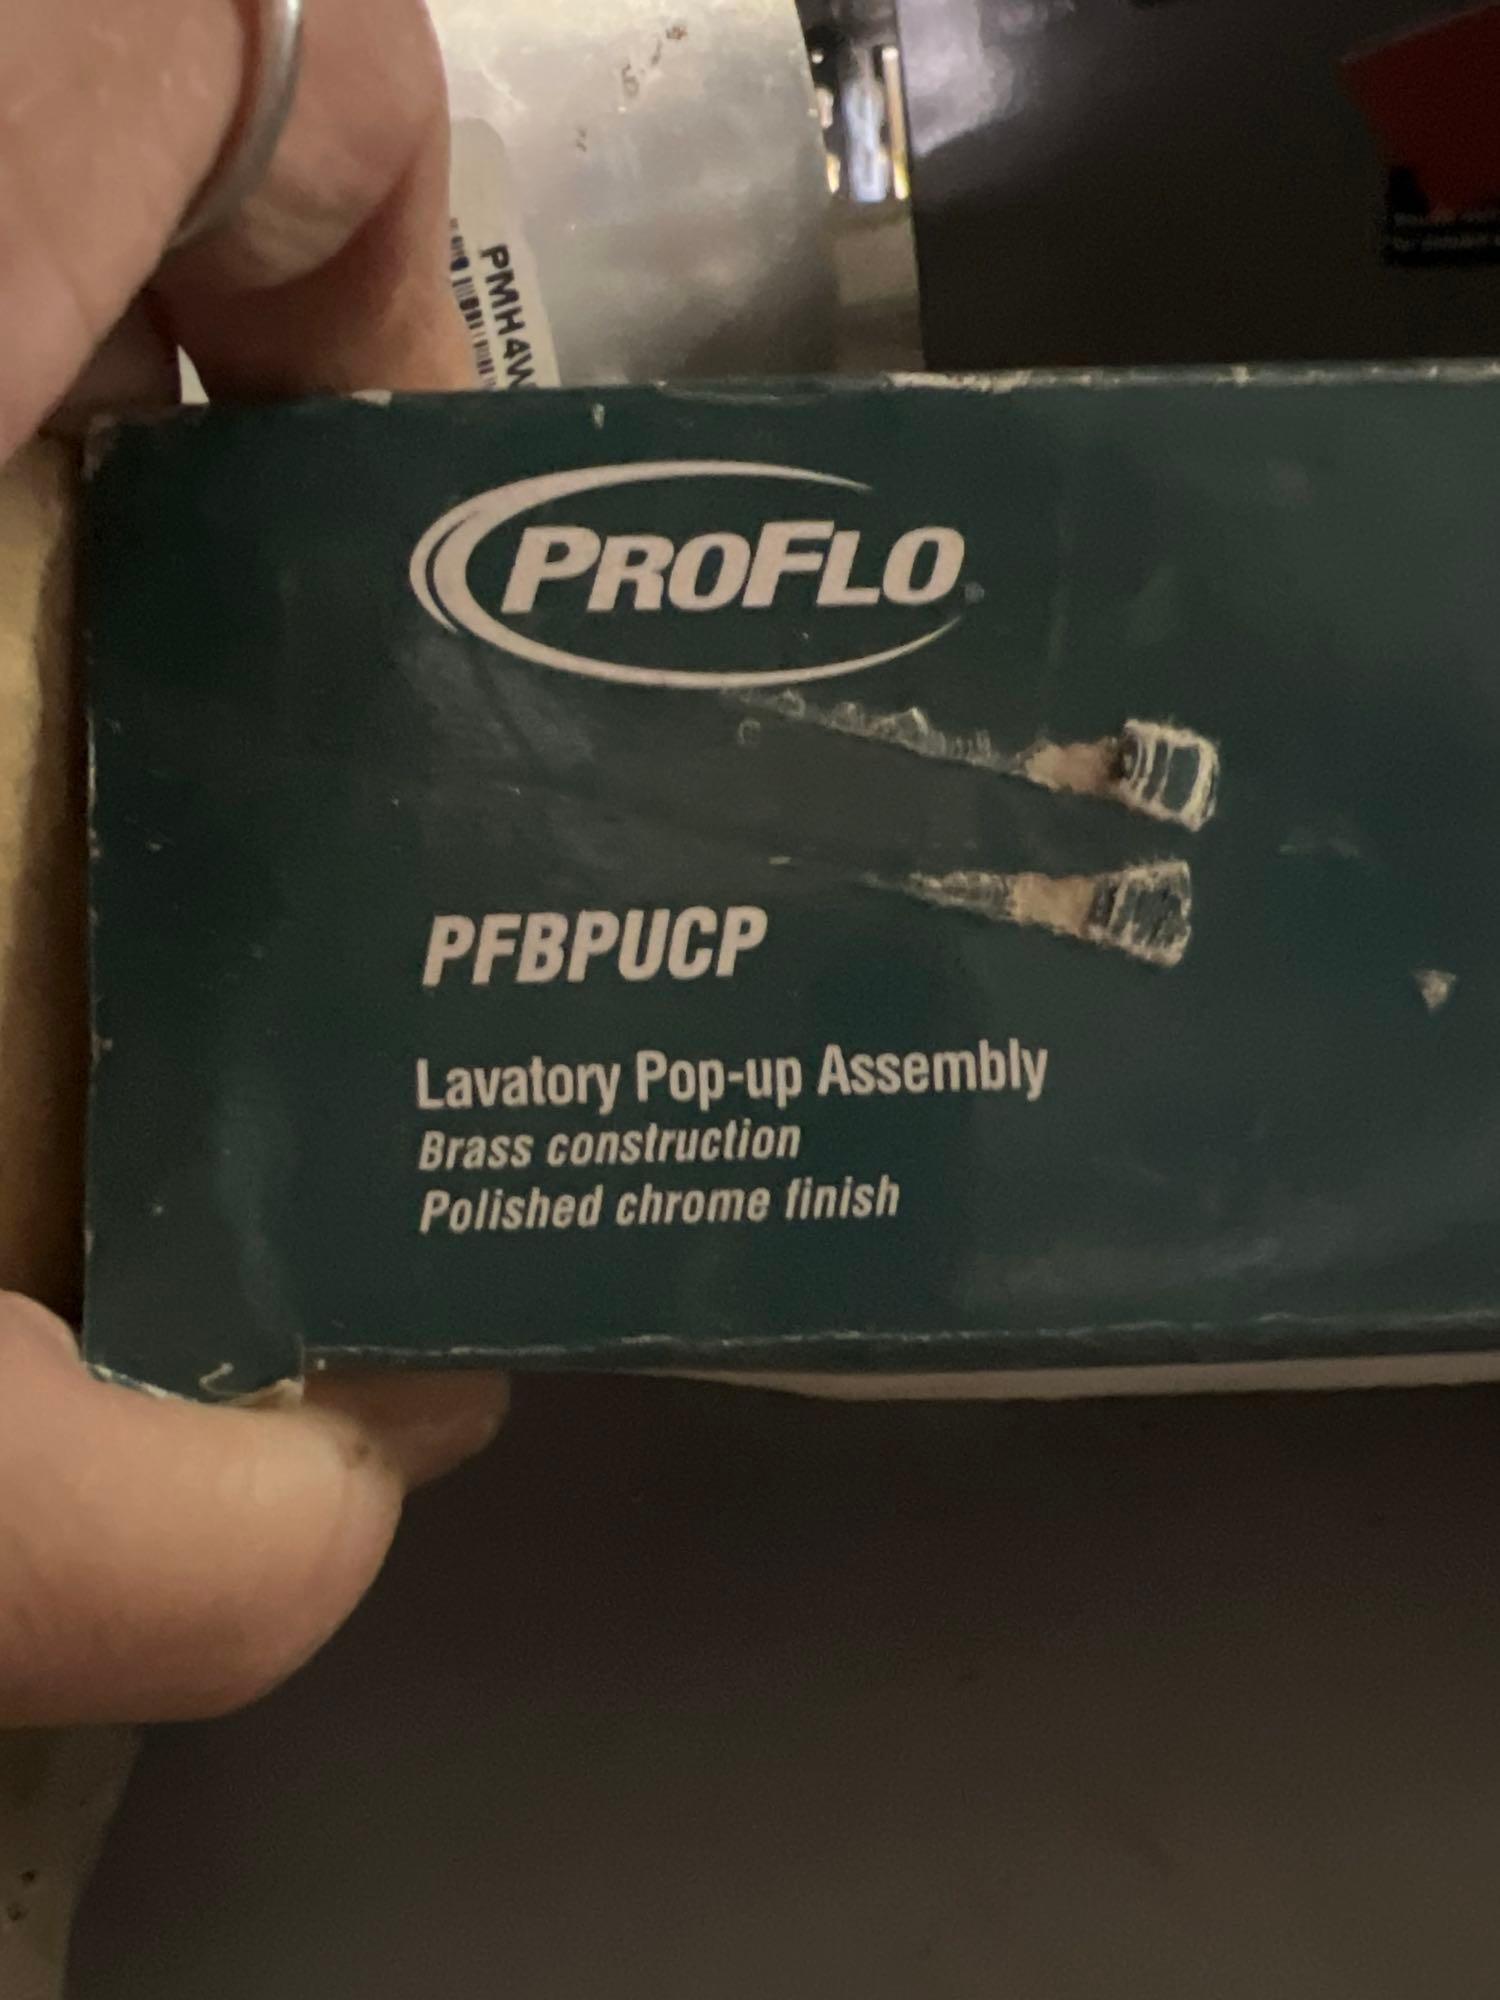 PMH4W
PROFLO®
PFBPUCP
Lavatory Pop-up Assembly
Brass construction
Polished chrome finish